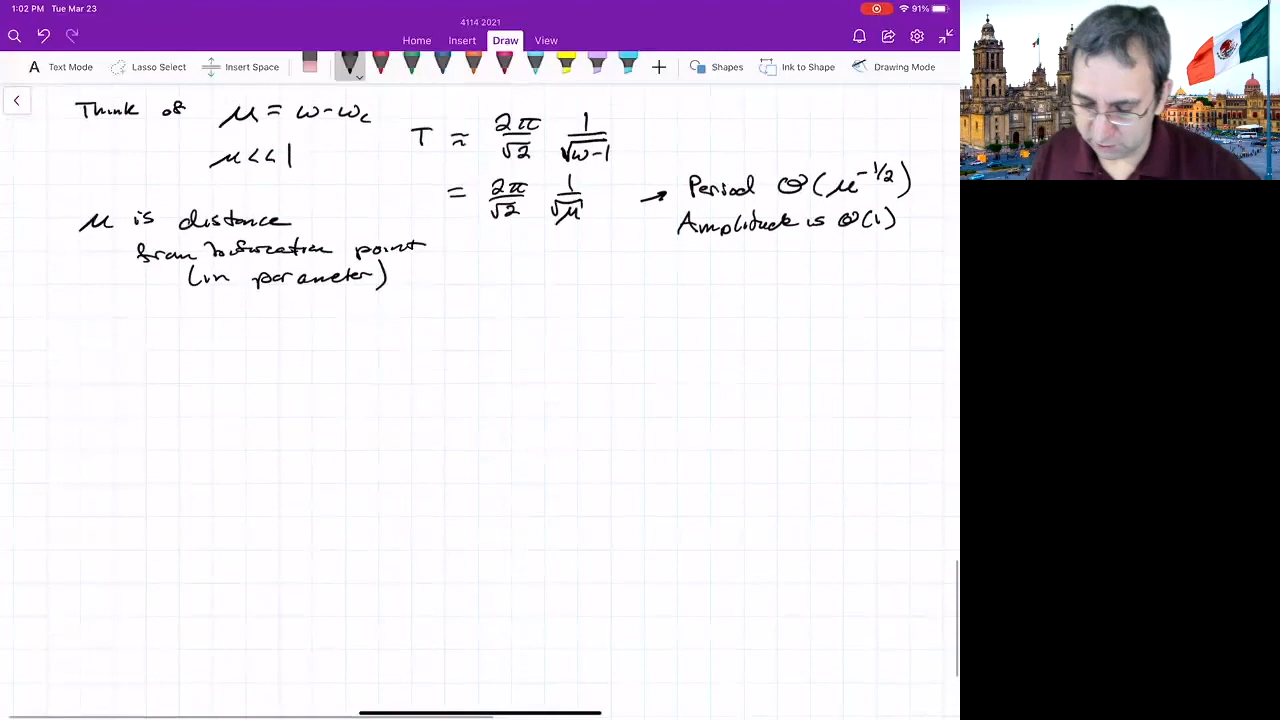 1:02 PM Tue Mar 23
91%
4114 2021
Home Insert Draw View
Text Mode Lasso Select Insert Space Shapes Ink to Shape Drawing Mode
Think of μ = ω - ωc
μ << 1
μ is distance
from bifurcation point
(in parameter)
T ≈ 2π/√2 1/√(ω-1)
= 2π/√2 1/√μ
→ Period O(μ^(-1/2))
Amplitude is O(1)